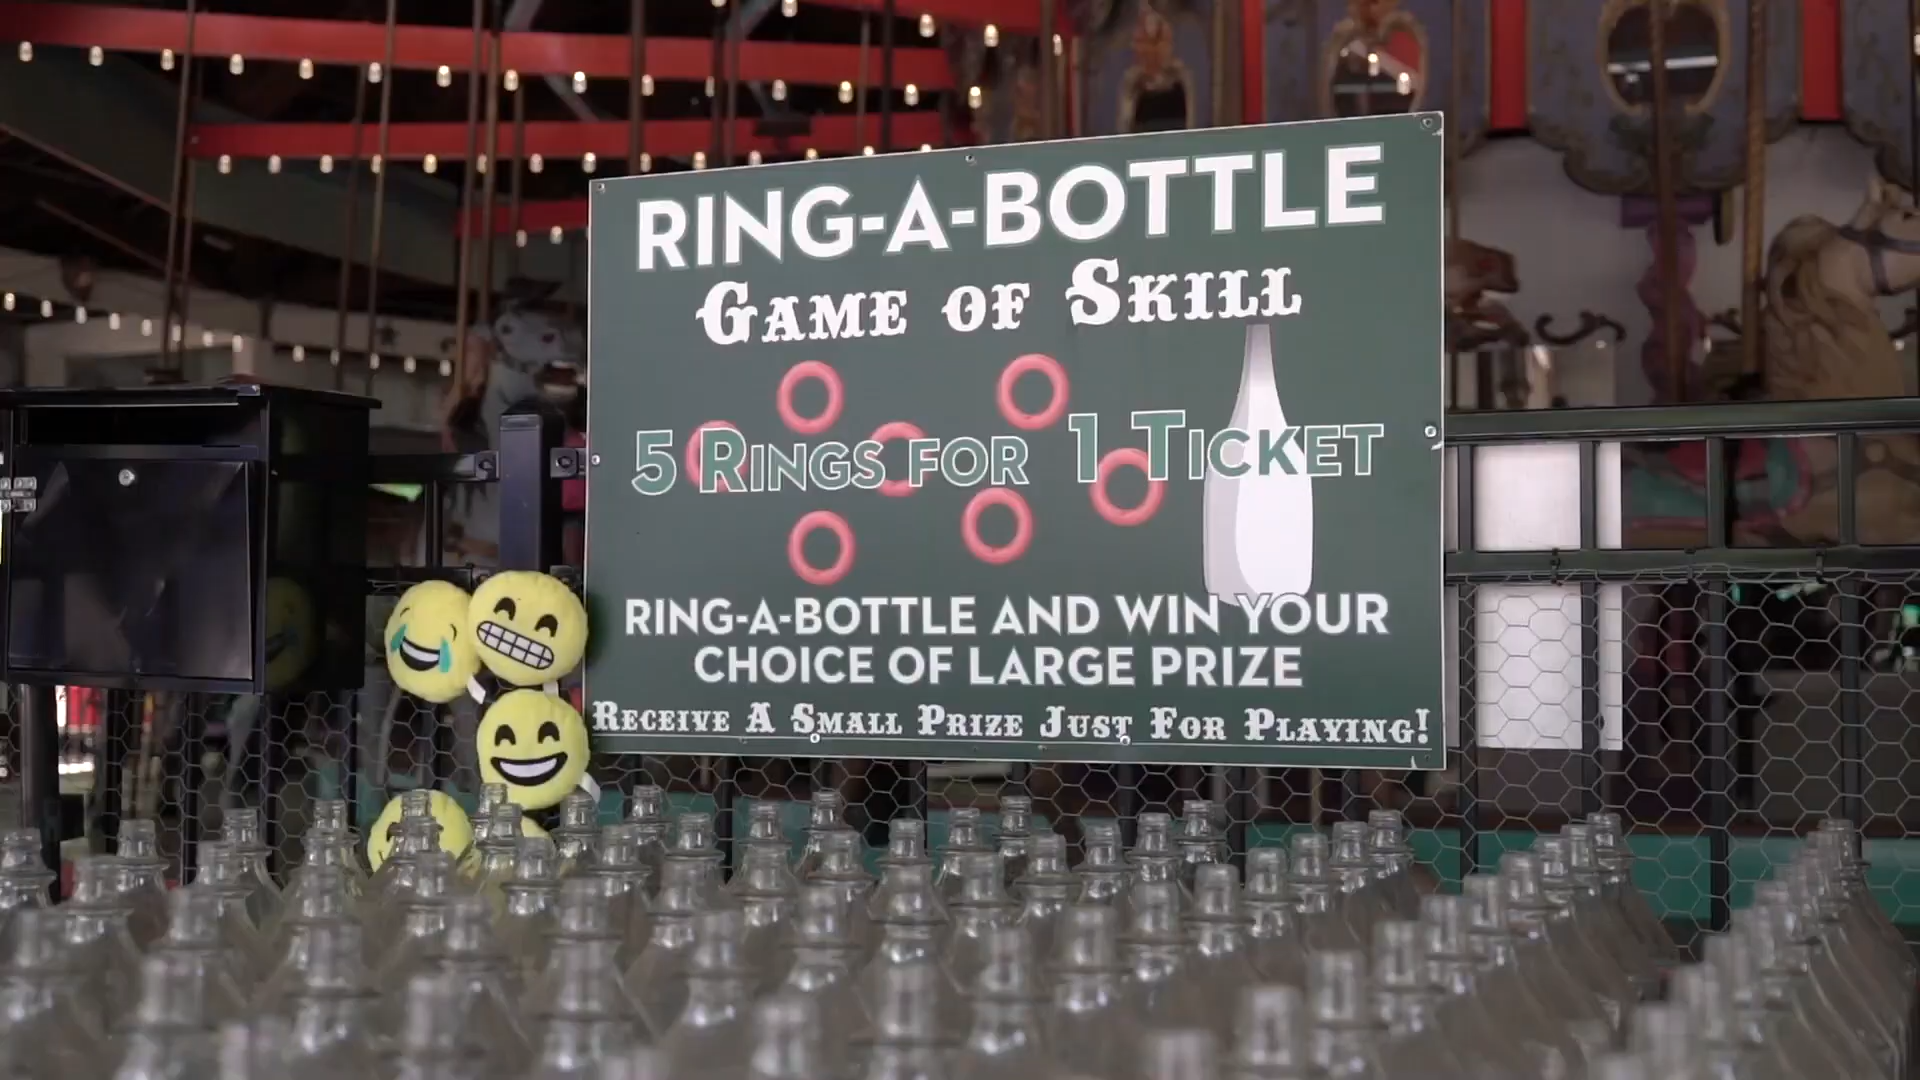 RING-A-BOTTLE
GAME OF SKILL
5 RINGS FOR 1 TICKET
RING-A-BOTTLE AND WIN YOUR
CHOICE OF LARGE PRIZE
RECEIVE A SMALL PRIZE JUST FOR PLAYING!